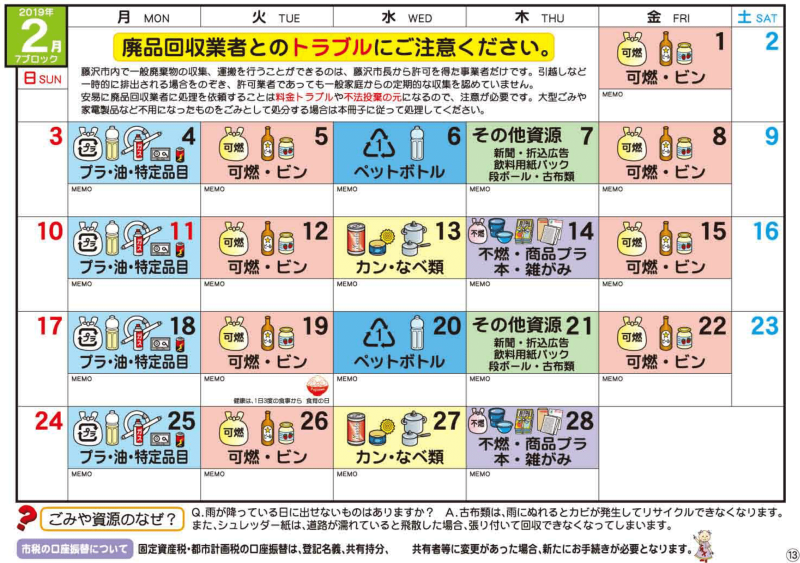 2019年
2月
7ブロック
月 MON
火 TUE
水 WED
木 THU
金 FRI
土 SAT
日 SUN
廃品回収業者とのトラブルにご注意ください。
藤沢市内で一般廃棄物の収集、運搬を行うことができるのは、藤沢市長から許可を得た事業者だけです。引越しなど
一時的に排出される場合をのぞき、許可業者であっても一般家庭からの定期的な収集を認めていません。
安易に廃品回収業者に処理を依頼することは料金トラブルや不法投棄の元になるので、注意が必要です。大型ごみや
家電製品など不用になったものをごみとして処分する場合は本冊子に従って処理してください。
可燃 1
可燃・ビン
MEMO
2
3
プラ 4
プラ・油・特定品目
MEMO
可燃 5
可燃・ビン
MEMO
1 6
ペットボトル
MEMO
その他資源 7
新聞・折込広告
飲料用紙パック
段ボール・古布類
MEMO
可燃 8
可燃・ビン
MEMO
9
10
プラ 11
プラ・油・特定品目
MEMO
可燃 12
可燃・ビン
MEMO
13
カン・なべ類
MEMO
不燃 14
不燃・商品プラ
本・雑がみ
MEMO
可燃 15
可燃・ビン
MEMO
16
17
プラ 18
プラ・油・特定品目
MEMO
可燃 19
可燃・ビン
MEMO
健康は、1日3度の食事から 食育の日
20
ペットボトル
MEMO
その他資源 21
新聞・折込広告
飲料用紙パック
段ボール・古布類
MEMO
可燃 22
可燃・ビン
MEMO
23
24
プラ 25
プラ・油・特定品目
MEMO
可燃 26
可燃・ビン
MEMO
27
カン・なべ類
MEMO
不燃 28
不燃・商品プラ
本・雑がみ
MEMO
ごみや資源のなぜ？
Q.雨が降っている日に出せないものはありますか？ A.古布類は、雨にぬれるとカビが発生してリサイクルできなくなります。
また、シュレッダー紙は、道路が濡れていると飛散した場合、張り付いて回収できなくなってしまいます。
市税の口座振替について
固定資産税・都市計画税の口座振替は、登記名義、共有持分、 共有者等に変更があった場合、新たにお手続きが必要となります。
⑬